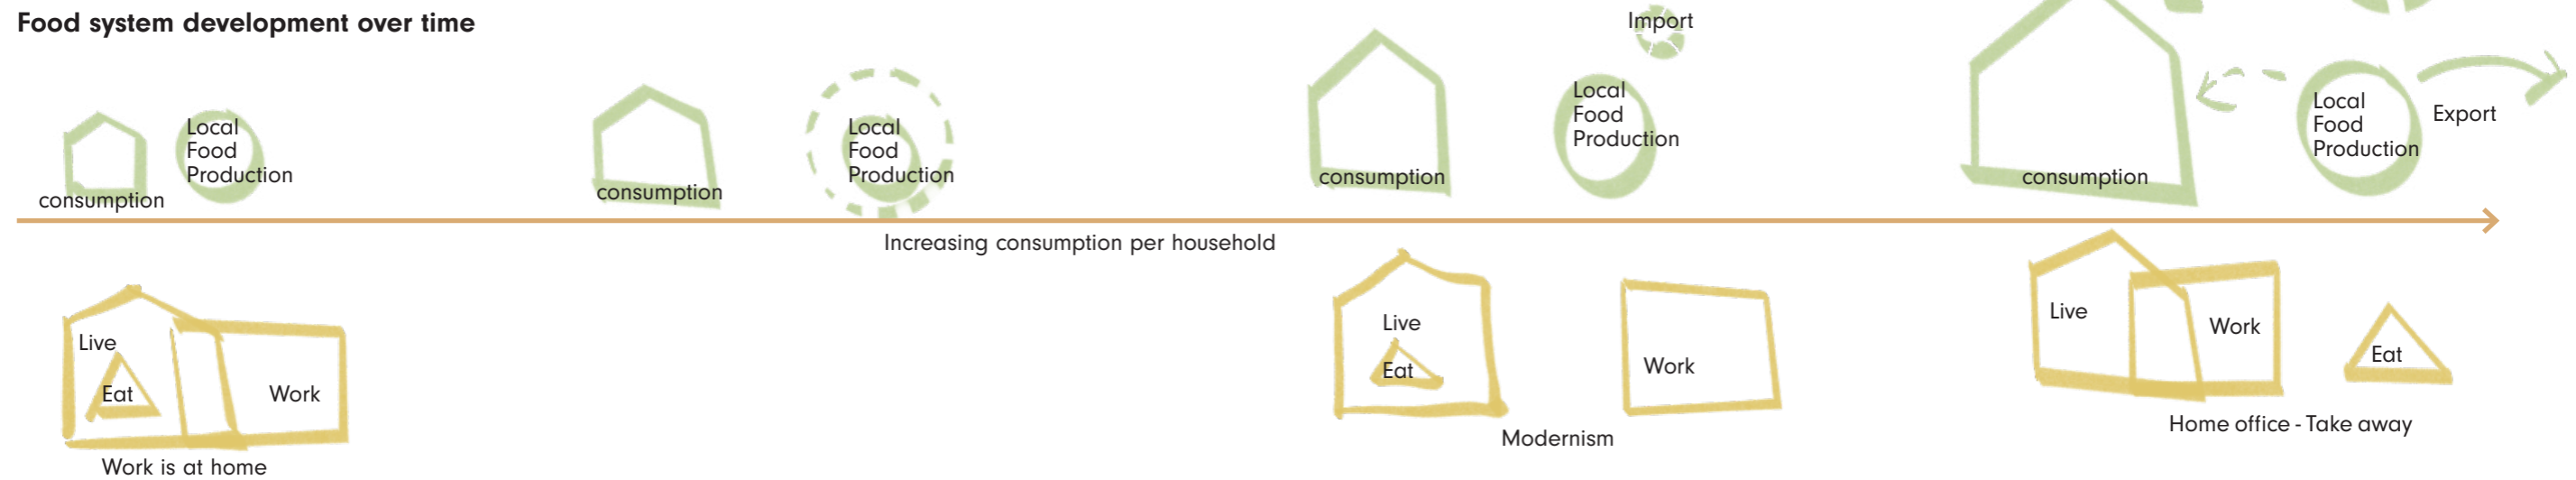 Food system development over time
Local
Food
Production
consumption
Local
Food
Production
consumption
Import
Local
Food
Production
consumption
Local
Food
Production
Export
consumption
Increasing consumption per household
Live
Eat
Work
Work is at home
Live
Eat
Work
Modernism
Live
Work
Eat
Home office - Take away